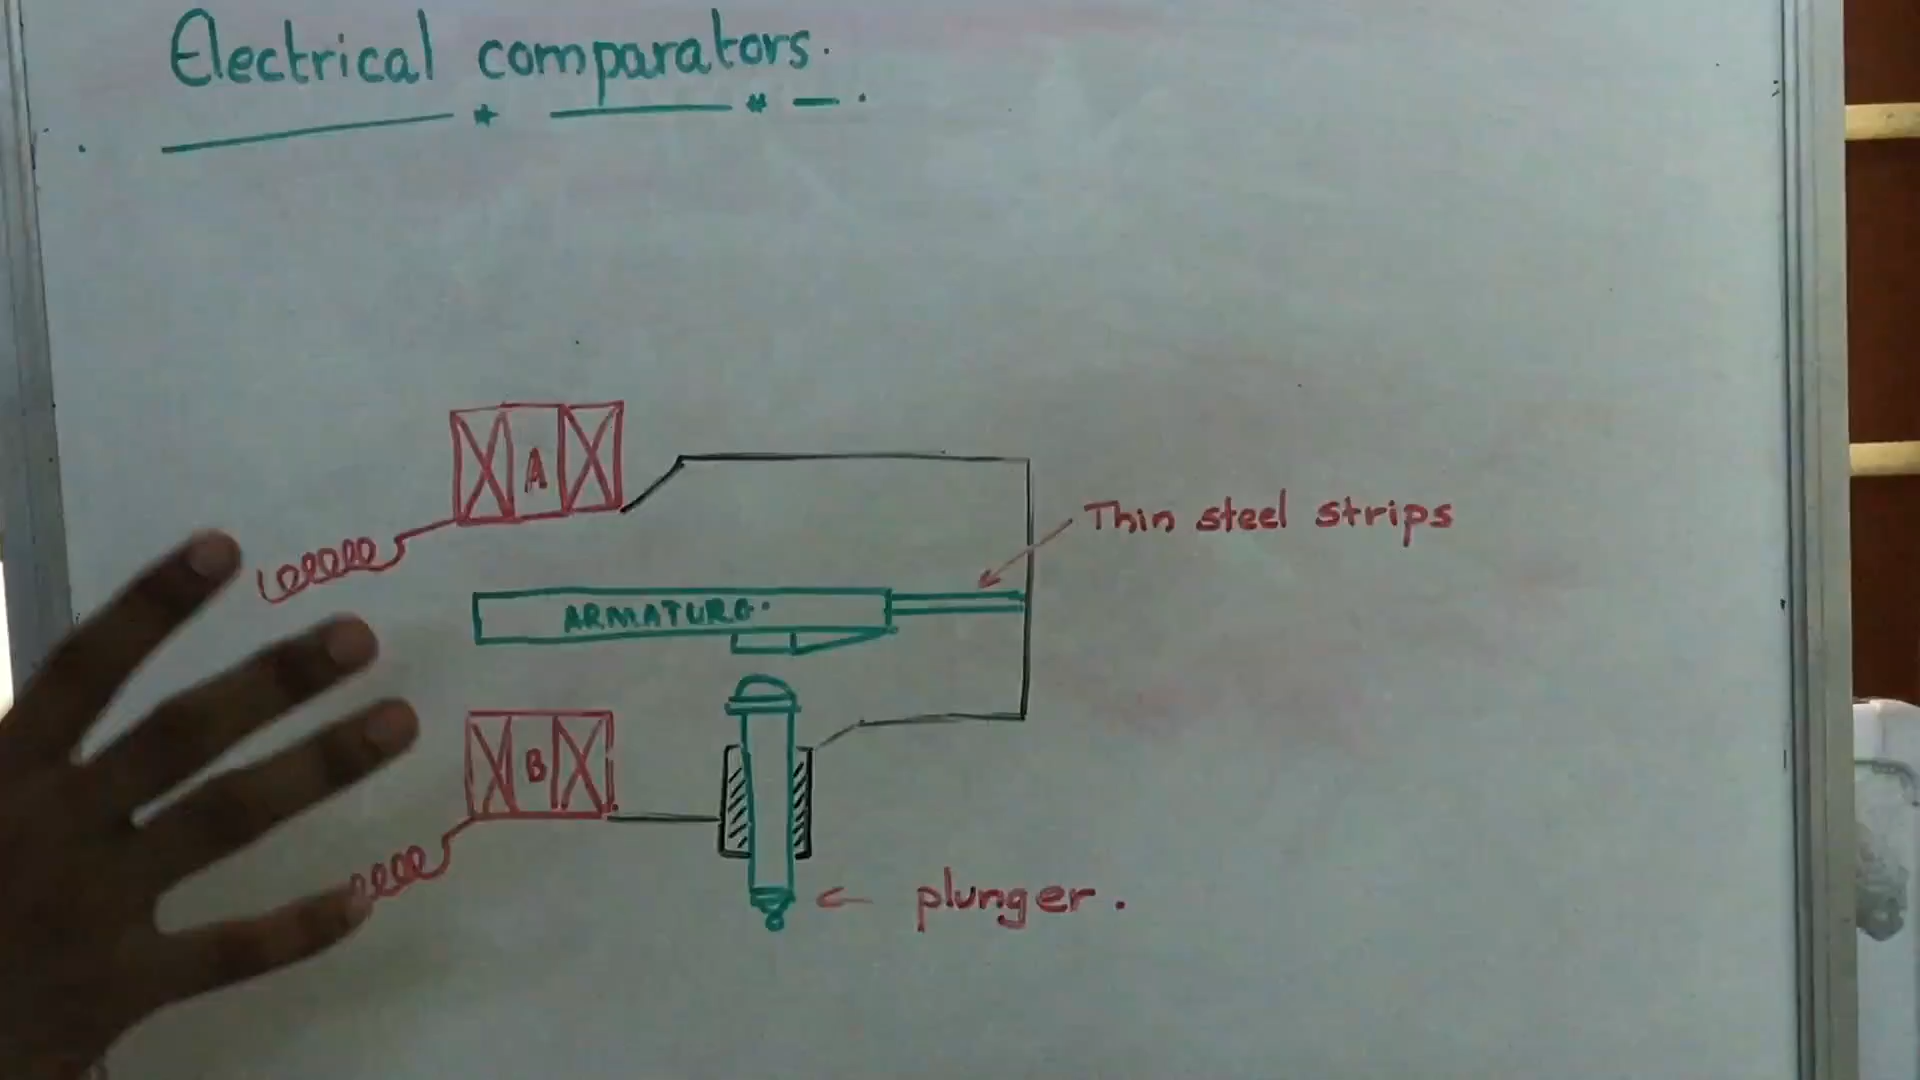 Electrical comparators.
A
Thin steel strips
ARMATURE.
B
plunger.